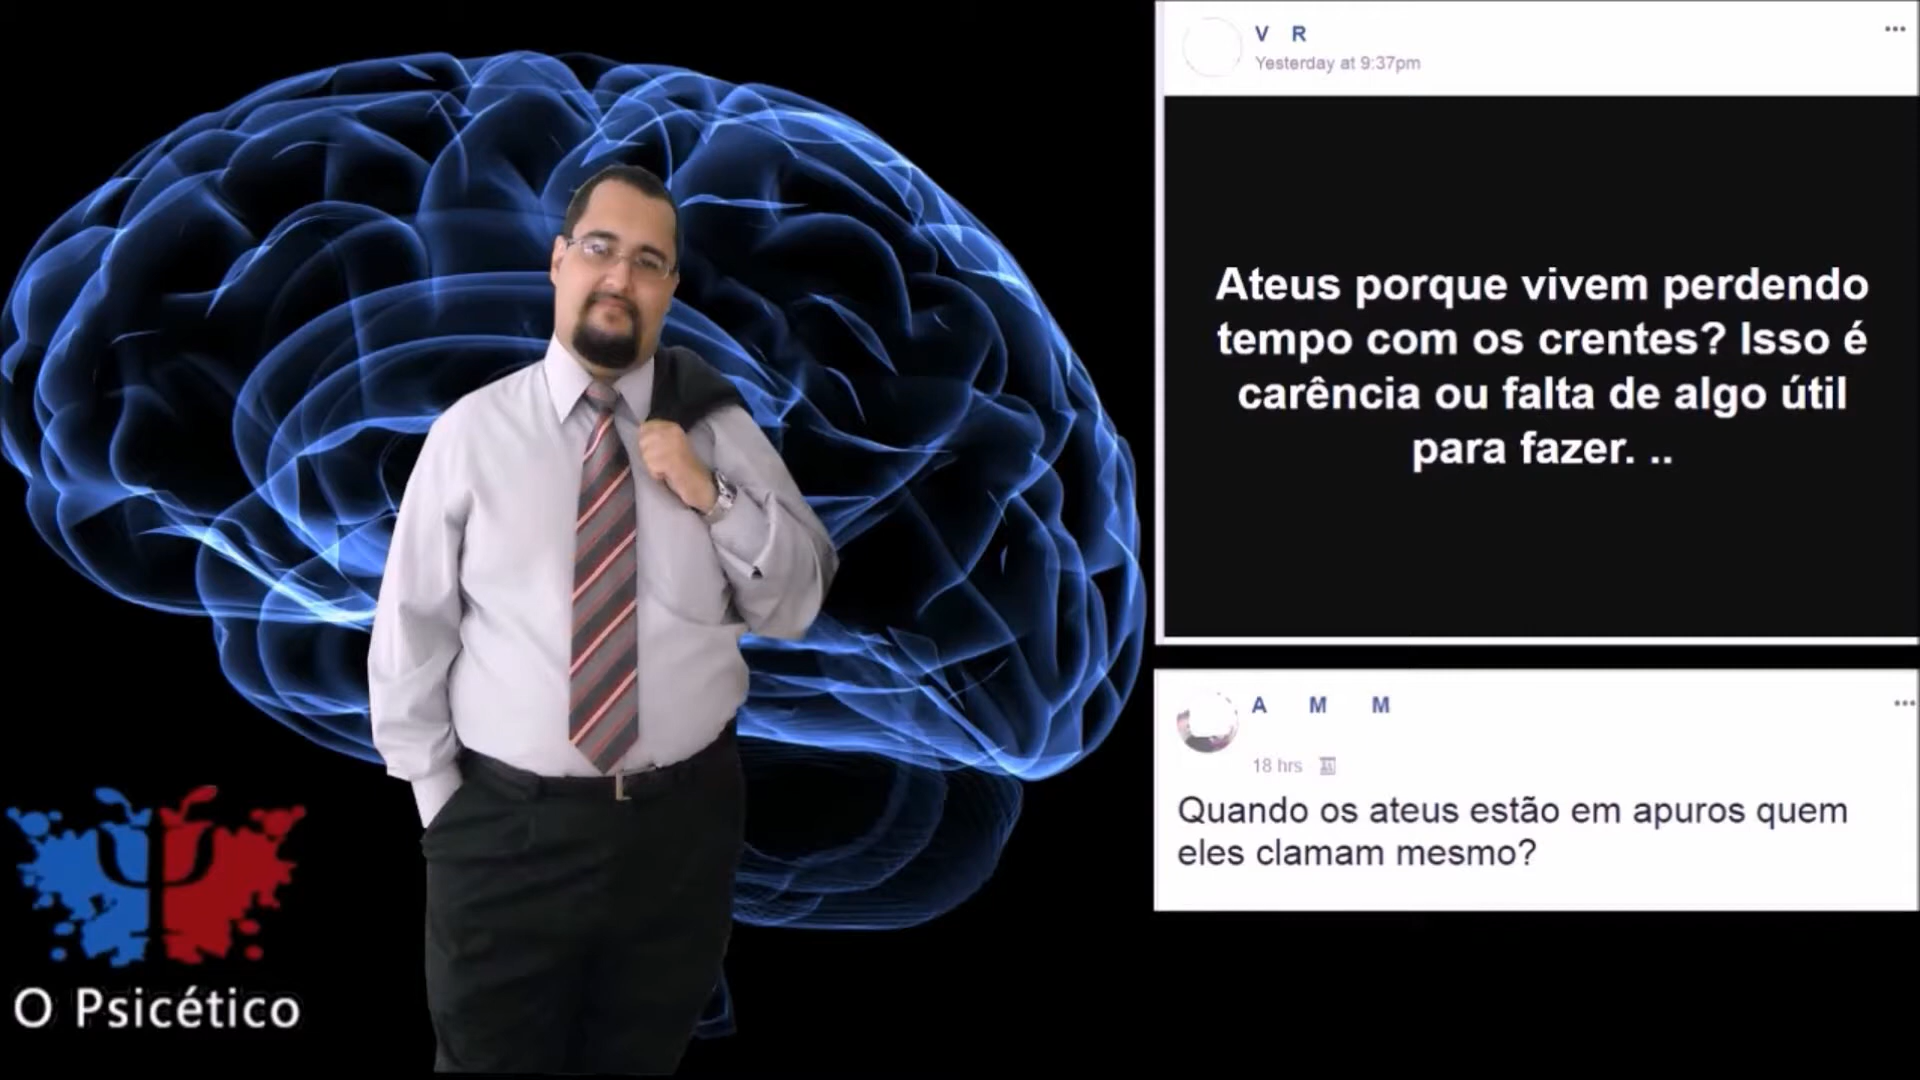 V R
Yesterday at 9:37pm
Ateus porque vivem perdendo
tempo com os crentes? Isso é
carência ou falta de algo útil
para fazer. ..
A M M
18 hrs
Quando os ateus estão em apuros quem
eles clamam mesmo?
O Psicético